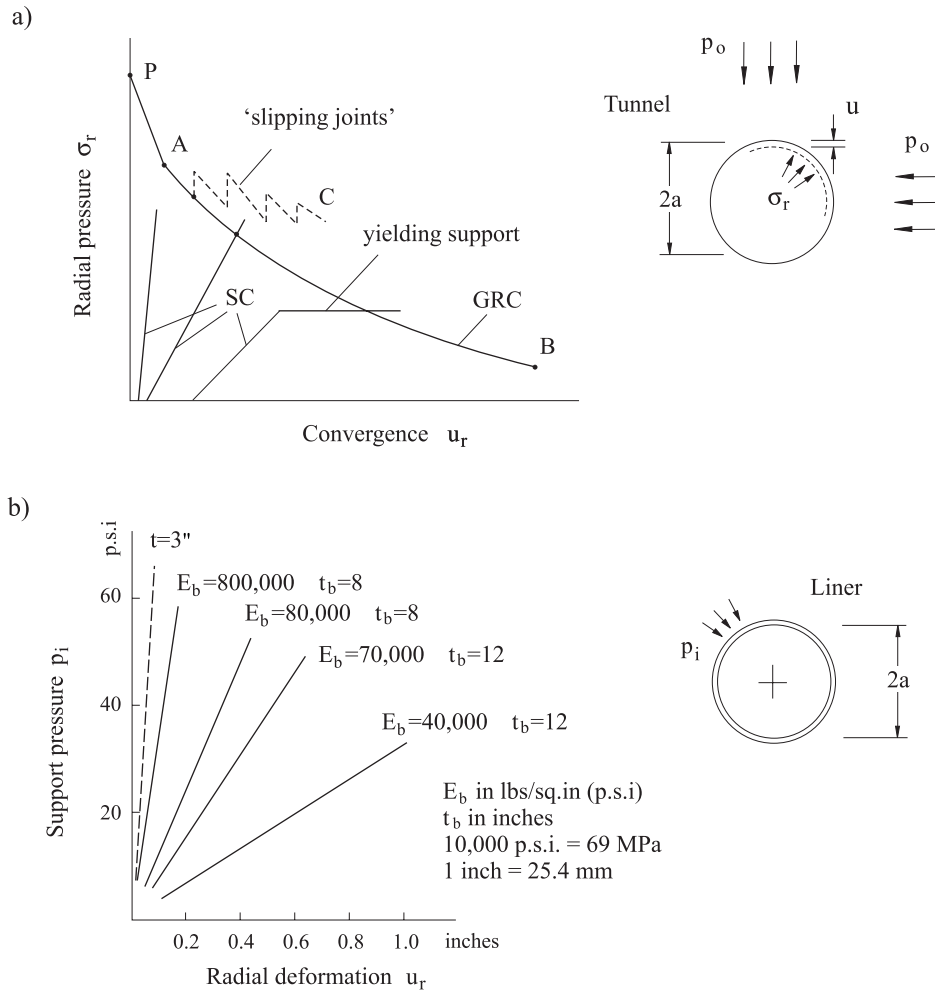 a)
Radial pressure σr
P
A
'slipping joints'
C
yielding support
SC
GRC
B
Convergence ur
Tunnel
po
u
po
2a
σr
b)
p.s.i
t=3"
60
40
20
Support pressure pi
Eb=800,000 tb=8
Eb=80,000 tb=8
Eb=70,000 tb=12
Eb=40,000 tb=12
Eb in lbs/sq.in (p.s.i)
tb in inches
10,000 p.s.i. = 69 MPa
1 inch = 25.4 mm
0.2 0.4 0.6 0.8 1.0 inches
Radial deformation ur
Liner
pi
2a